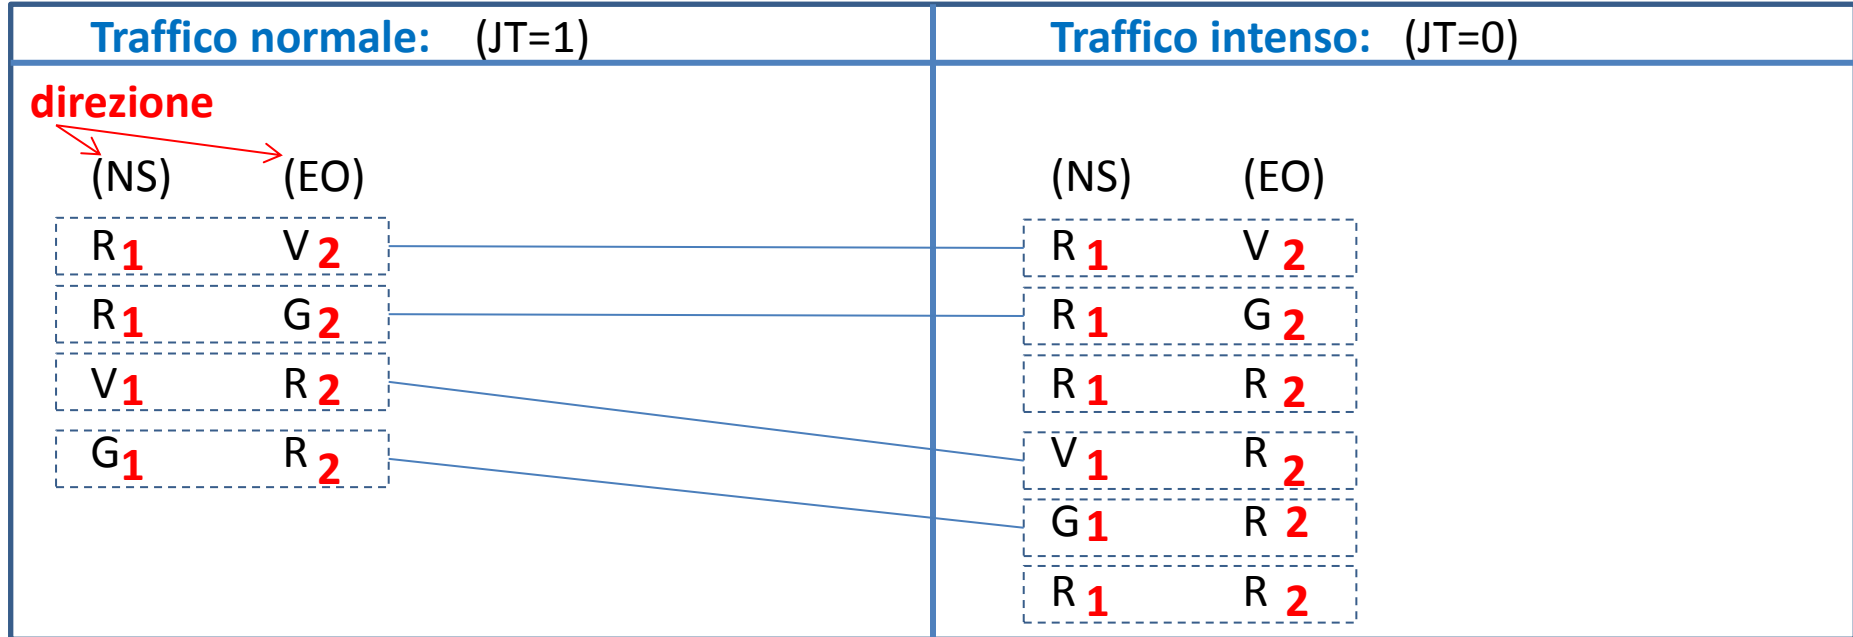 Traffico normale: (JT=1)
Traffico intenso: (JT=0)
direzione
(NS) (EO)
R1 V2
R1 G2
V1 R2
G1 R2
(NS) (EO)
R1 V2
R1 G2
R1 R2
V1 R2
G1 R2
R1 R2